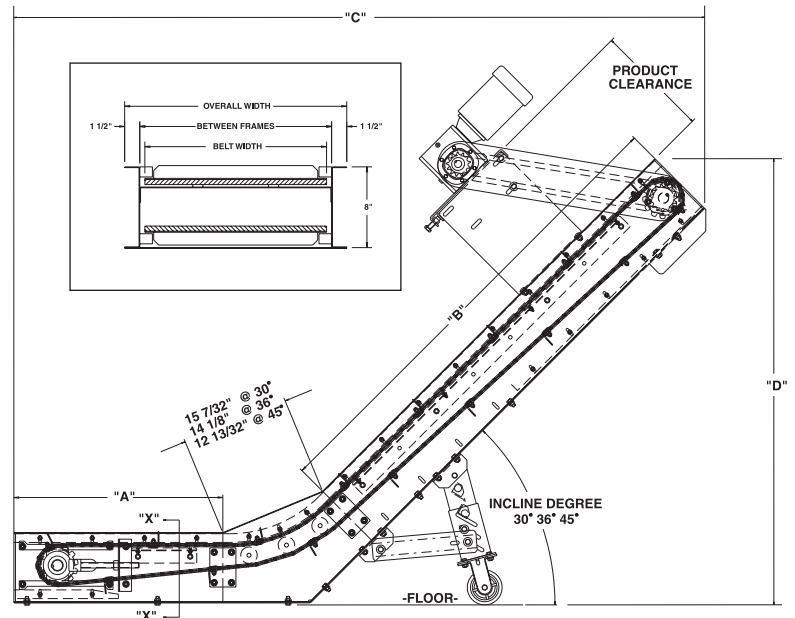 "C"
PRODUCT
CLEARANCE
OVERALL WIDTH
1 1/2"
BETWEEN FRAMES
1 1/2"
BELT WIDTH
8"
"B"
"D"
15 7/32" @ 30°
14 1/8" @ 36°
12 13/32" @ 45°
"A"
"X"
INCLINE DEGREE
30° 36° 45°
-FLOOR-
"X"